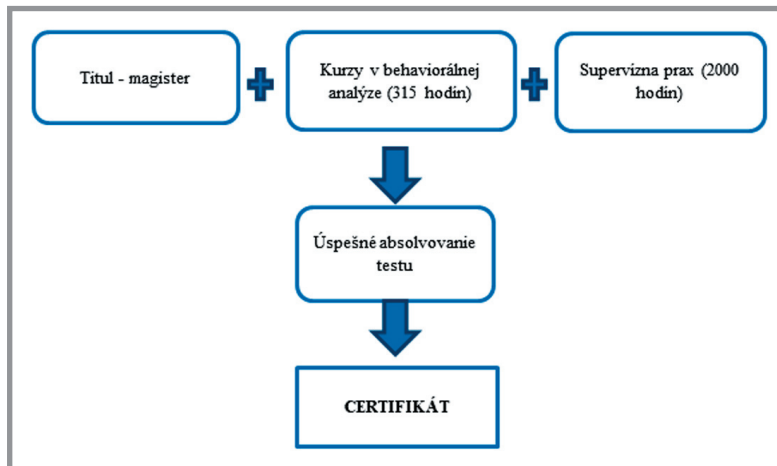 Titul - magister
Kurzy v behaviorálnej
analýze (315 hodín)
Supervízna prax (2000
hodín)
Úspešné absolvovanie
testu
CERTIFIKÁT